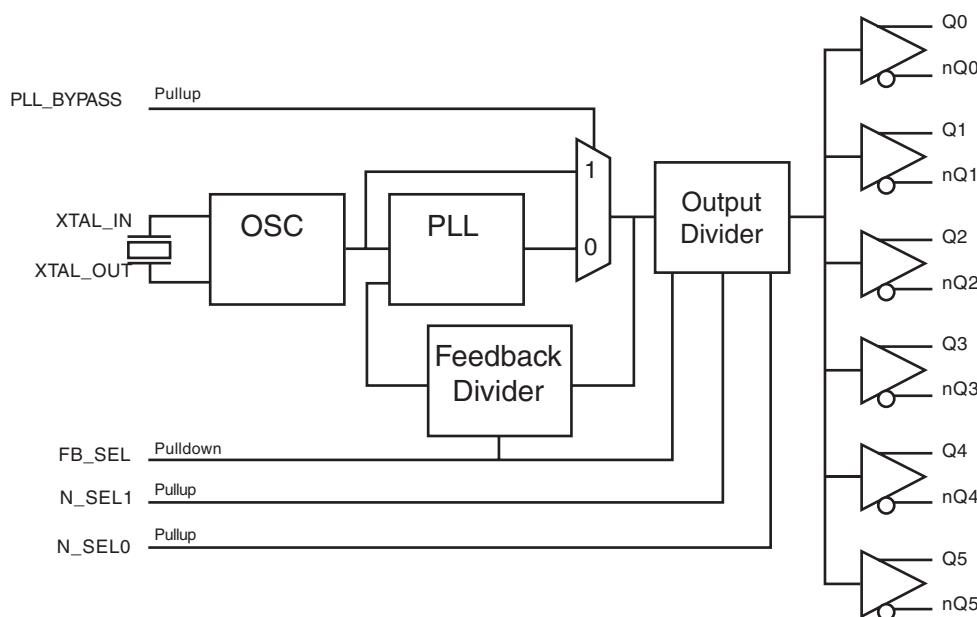 Q0
nQ0
PLL_BYPASS Pullup
Q1
nQ1
1
XTAL_IN
OSC
PLL
0
Output
Divider
XTAL_OUT
Q2
nQ2
Feedback
Divider
Q3
nQ3
FB_SEL Pulldown
Q4
N_SEL1 Pullup
nQ4
N_SEL0 Pullup
Q5
nQ5